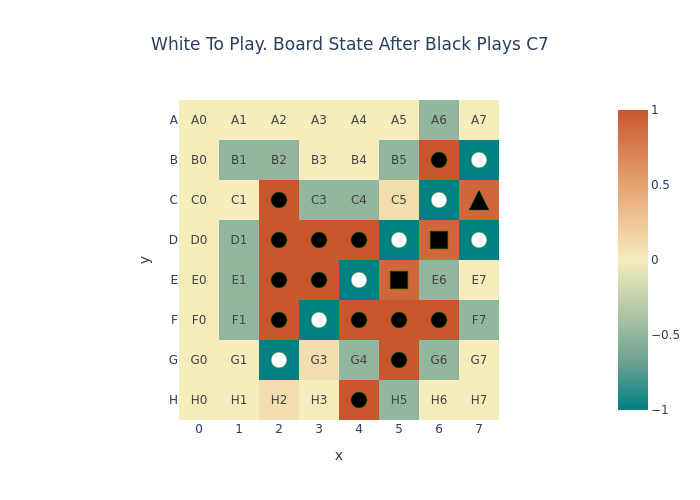 White To Play. Board State After Black Plays C7
A A0 A1 A2 A3 A4 A5 A6 A7
B B0 B1 B2 B3 B4 B5
C C0 C1 C3 C4 C5
D D0 D1
E E0 E1 E6 E7
F F0 F1 F7
G G0 G1 G3 G4 G6 G7
H H0 H1 H2 H3 H5 H6 H7
0 1 2 3 4 5 6 7
x
y
1
0.5
0
−0.5
−1